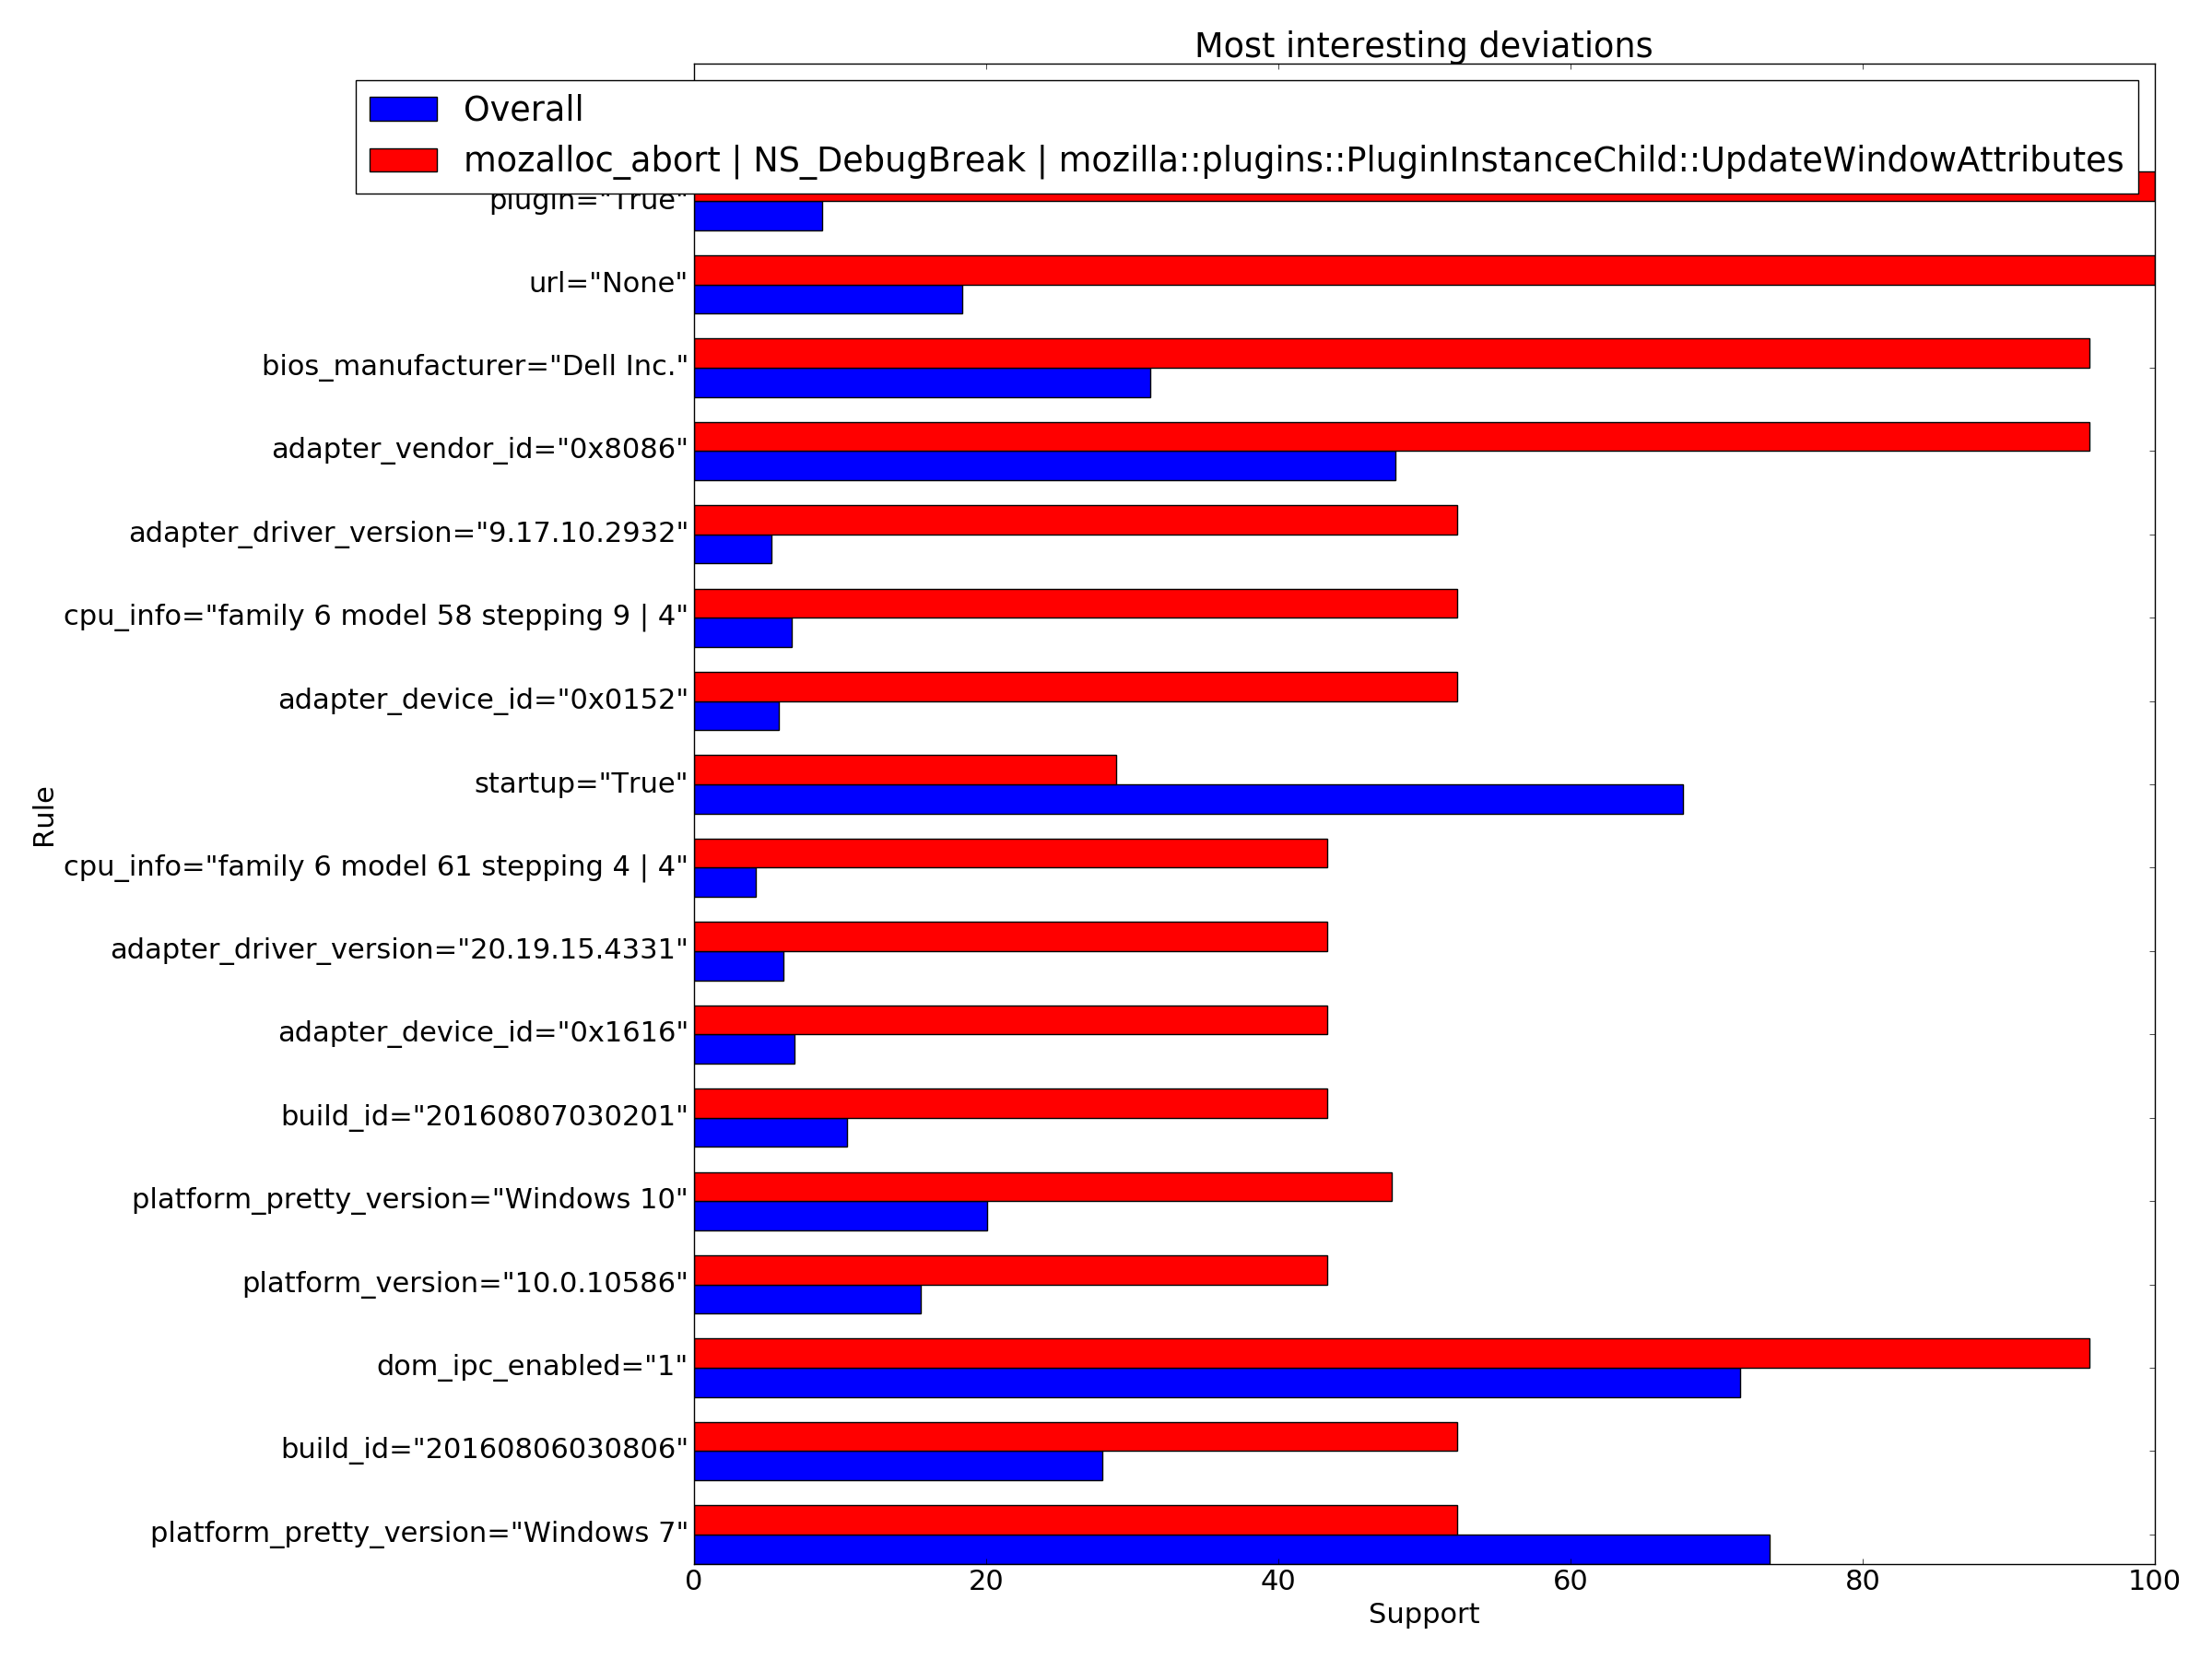 Most interesting deviations
Overall
mozalloc_abort | NS_DebugBreak | mozilla::plugins::PluginInstanceChild::UpdateWindowAttributes
plugin="True"
url="None"
bios_manufacturer="Dell Inc."
adapter_vendor_id="0x8086"
adapter_driver_version="9.17.10.2932"
cpu_info="family 6 model 58 stepping 9 | 4"
adapter_device_id="0x0152"
startup="True"
cpu_info="family 6 model 61 stepping 4 | 4"
adapter_driver_version="20.19.15.4331"
adapter_device_id="0x1616"
build_id="20160807030201"
platform_pretty_version="Windows 10"
platform_version="10.0.10586"
dom_ipc_enabled="1"
build_id="20160806030806"
platform_pretty_version="Windows 7"
Rule
0 20 40 60 80 100
Support